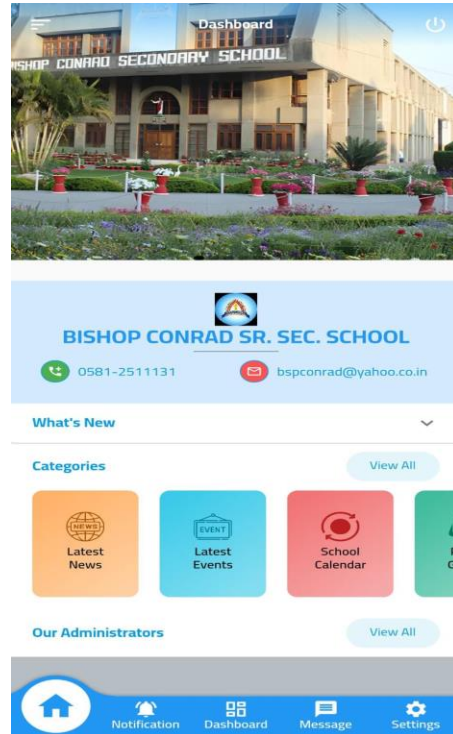 Dashboard
BISHOP CONRAD SECONDARY SCHOOL
BISHOP CONRAD SR. SEC. SCHOOL
0581-2511131
bspconrad@yahoo.co.in
What's New
Categories
View All
NEWS
Latest
News
EVENT
Latest
Events
School
Calendar
Our Administrators
View All
Notification
Dashboard
Message
Settings